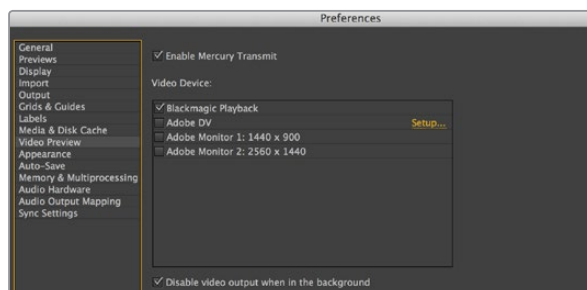 Preferences
General
Previews
Display
Import
Output
Grids & Guides
Labels
Media & Disk Cache
Video Preview
Appearance
Auto-Save
Memory & Multiprocessing
Audio Hardware
Audio Output Mapping
Sync Settings
Enable Mercury Transmit
Video Device:
Blackmagic Playback
Adobe DV Setup...
Adobe Monitor 1: 1440 x 900
Adobe Monitor 2: 2560 x 1440
Disable video output when in the background